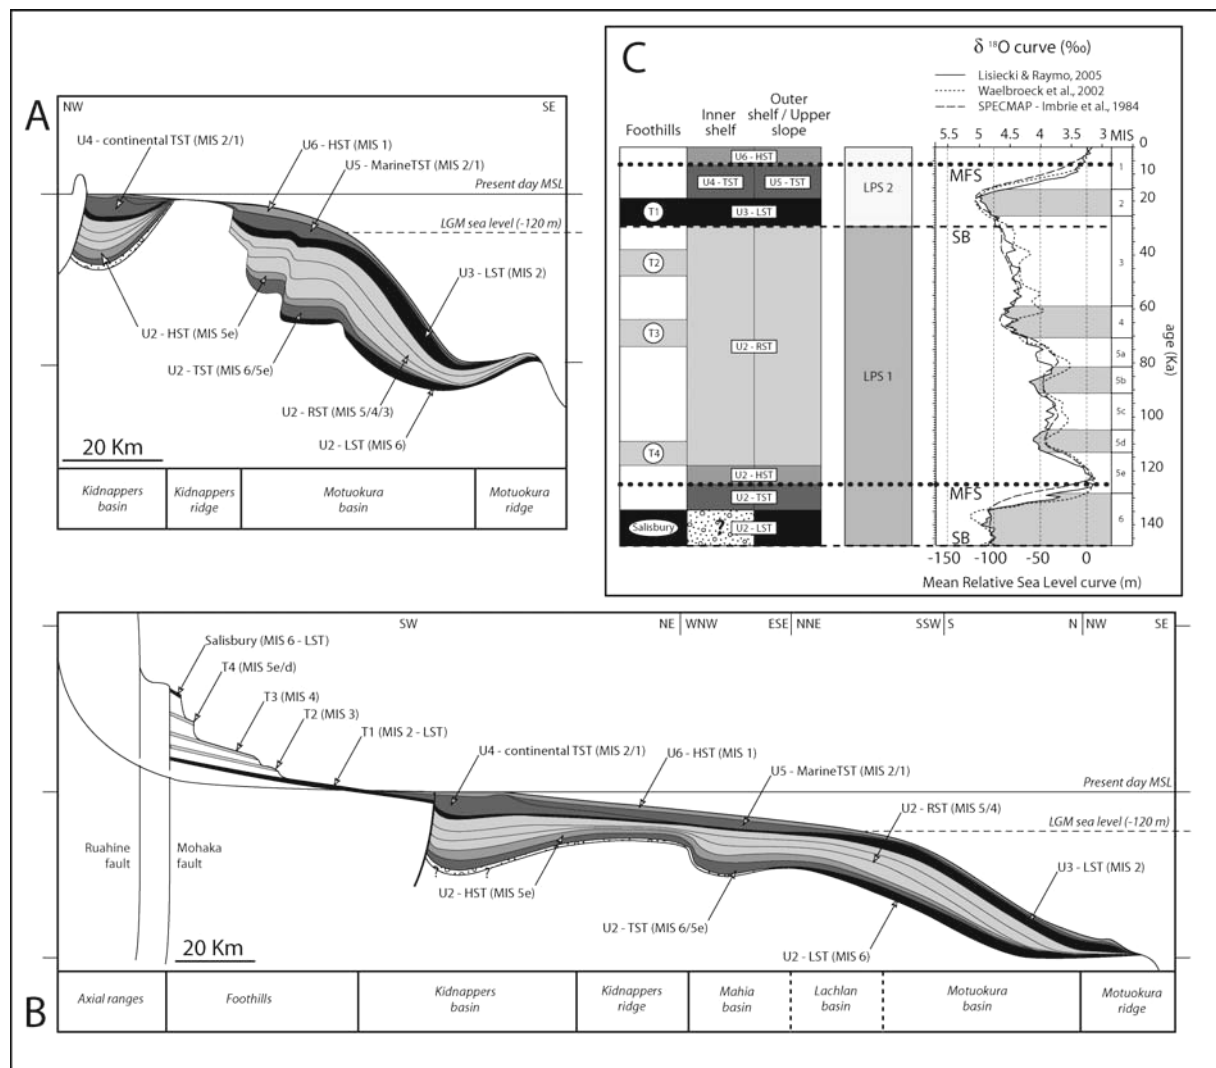 A
NW
SE
U4 - continental TST (MIS 2/1)
U6 - HST (MIS 1)
U5 - MarineTST (MIS 2/1)
Present day MSL
LGM sea level (-120 m)
U3 - LST (MIS 2)
U2 - HST (MIS 5e)
U2 - TST (MIS 6/5e)
U2 - RST (MIS 5/4/3)
U2 - LST (MIS 6)
20 Km
Kidnappers
basin
Kidnappers
ridge
Motuokura
basin
Motuokura
ridge
C
δ 18O curve (‰)
Lisiecki & Raymo, 2005
Waelbroeck et al., 2002
SPECMAP - Imbrie et al., 1984
Foothills
Inner
shelf
Outer
shelf / Upper
slope
5.5 5 4.5 4 3.5 3 MIS
0
U6 - HST
10
1
MFS
U4 - TST
U5 - TST
LPS 2
20
2
T1
U3 - LST
SB
40
3
T2
60
4
T3
U2 - RST
LPS 1
age (Ka)
5a
80
5b
5c
100
5d
T4
U2 - HST
5e
120
MFS
U2 - TST
6
Salisbury
?
U2 - LST
140
SB
-150 -100 -50 0
Mean Relative Sea Level curve (m)
SW
NE
WNW
ESE
NNE
SSW
S
N
NW
SE
Salisbury (MIS 6 - LST)
T4 (MIS 5e/d)
T3 (MIS 4)
T2 (MIS 3)
T1 (MIS 2 - LST)
U4 - continental TST (MIS 2/1)
U6 - HST (MIS 1)
U5 - MarineTST (MIS 2/1)
Present day MSL
U2 - RST (MIS 5/4)
LGM sea level (-120 m)
Ruahine
fault
Mohaka
fault
U3 - LST (MIS 2)
? ?
U2 - HST (MIS 5e)
U2 - TST (MIS 6/5e)
U2 - LST (MIS 6)
20 Km
B
Axial ranges
Foothills
Kidnappers
basin
Kidnappers
ridge
Mahia
basin
Lachlan
basin
Motuokura
basin
Motuokura
ridge